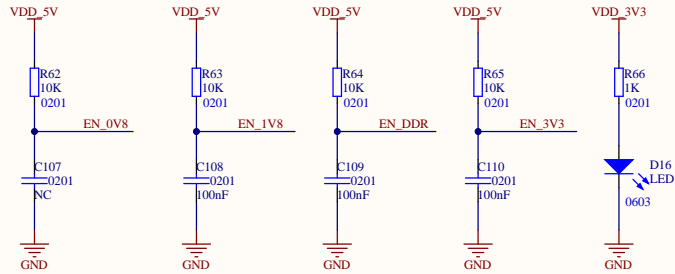 VDD_5V
VDD_5V
VDD_5V
VDD_5V
VDD_3V3
R62
10K
0201
R63
10K
0201
R64
10K
0201
R65
10K
0201
R66
1K
0201
EN_0V8
EN_1V8
EN_DDR
EN_3V3
C107
0201
NC
C108
0201
100nF
C109
0201
100nF
C110
0201
100nF
D16
LED
0603
GND
GND
GND
GND
GND